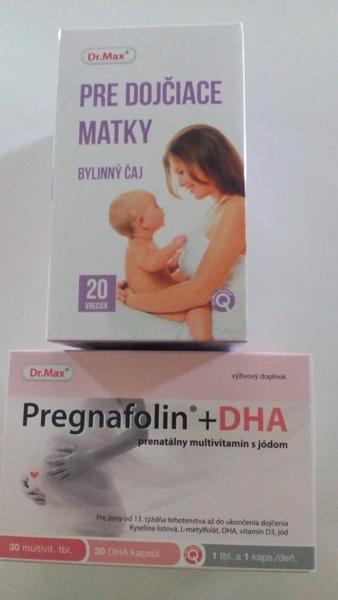 Dr.Max+
PRE DOJČIACE
MATKY
BYLINNÝ ČAJ
20
VRECIEK
Q
Dr.Max+
výživový doplnok
Pregnafolin®+DHA
prenatálny multivitamín s jódom
Pre ženy od 13. týždňa tehotenstva až do ukončenia dojčenia
Kyselina listová, L-metylfolát, DHA, vitamín D3, jód
30 multivit. tbl.
30 DHA kapsúl
Q
1 tbl. a 1 kaps./deň.